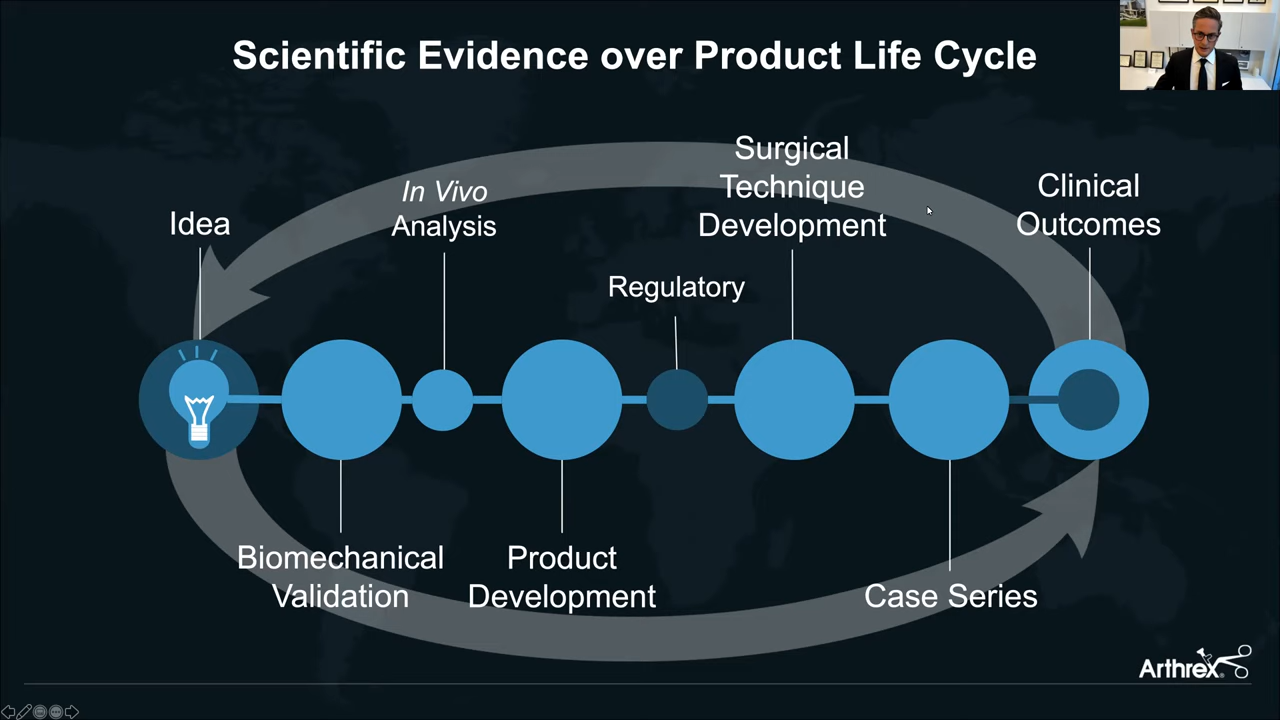 Scientific Evidence over Product Life Cycle
Idea
In Vivo
Analysis
Surgical
Technique
Development
Clinical
Outcomes
Regulatory
Biomechanical
Validation
Product
Development
Case Series
Arthrex